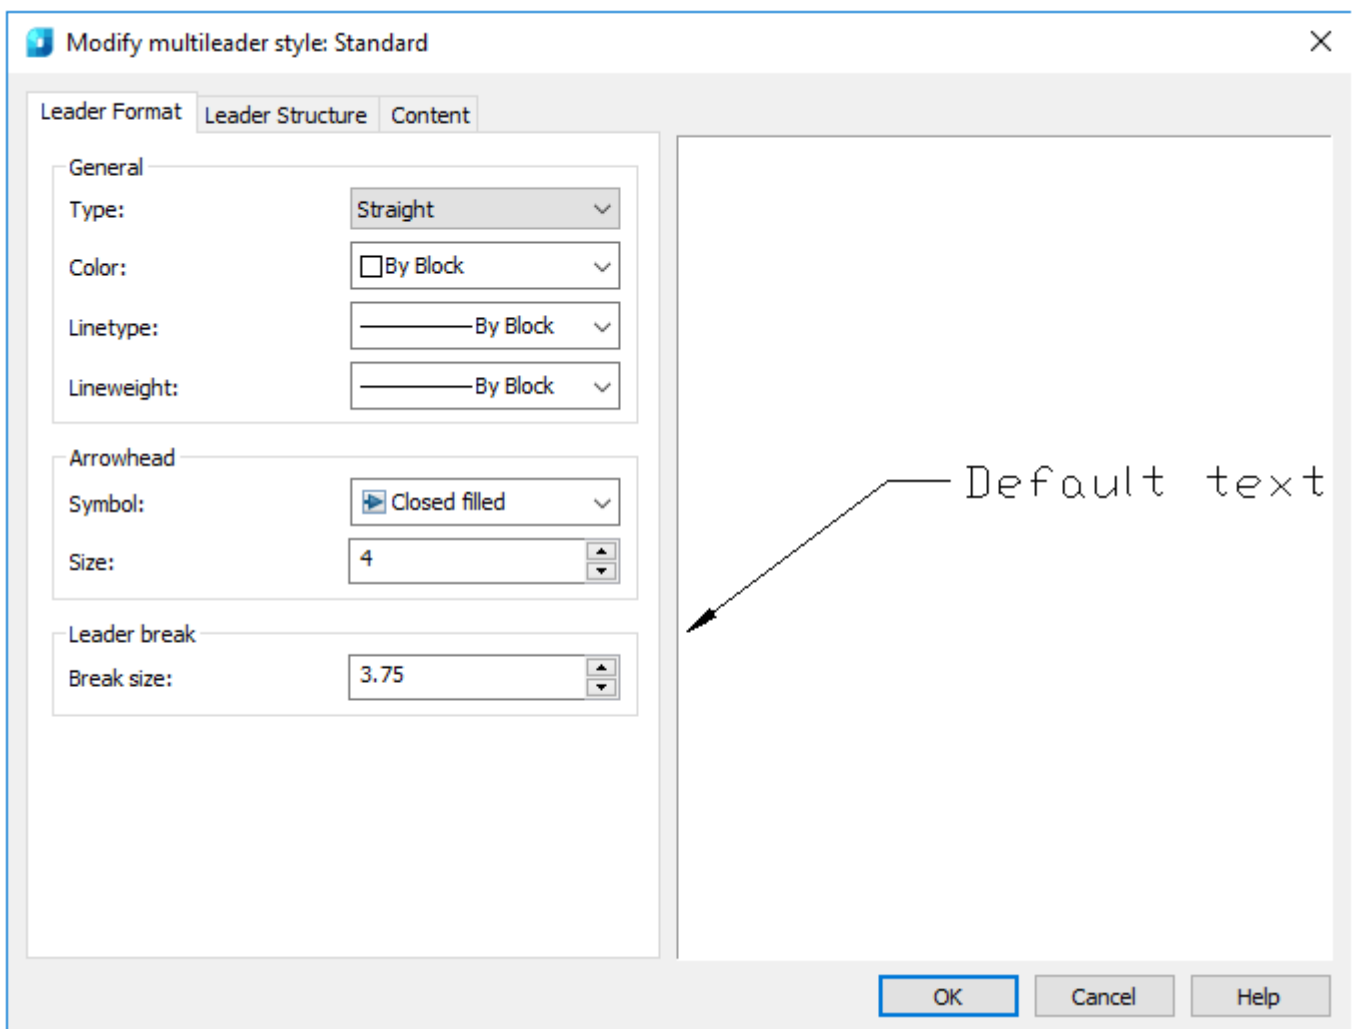 Modify multileader style: Standard
Leader Format Leader Structure Content
General
Type: Straight
Color: By Block
Linetype: By Block
Lineweight: By Block
Arrowhead
Symbol: Closed filled
Size: 4
Leader break
Break size: 3.75
Default text
OK Cancel Help